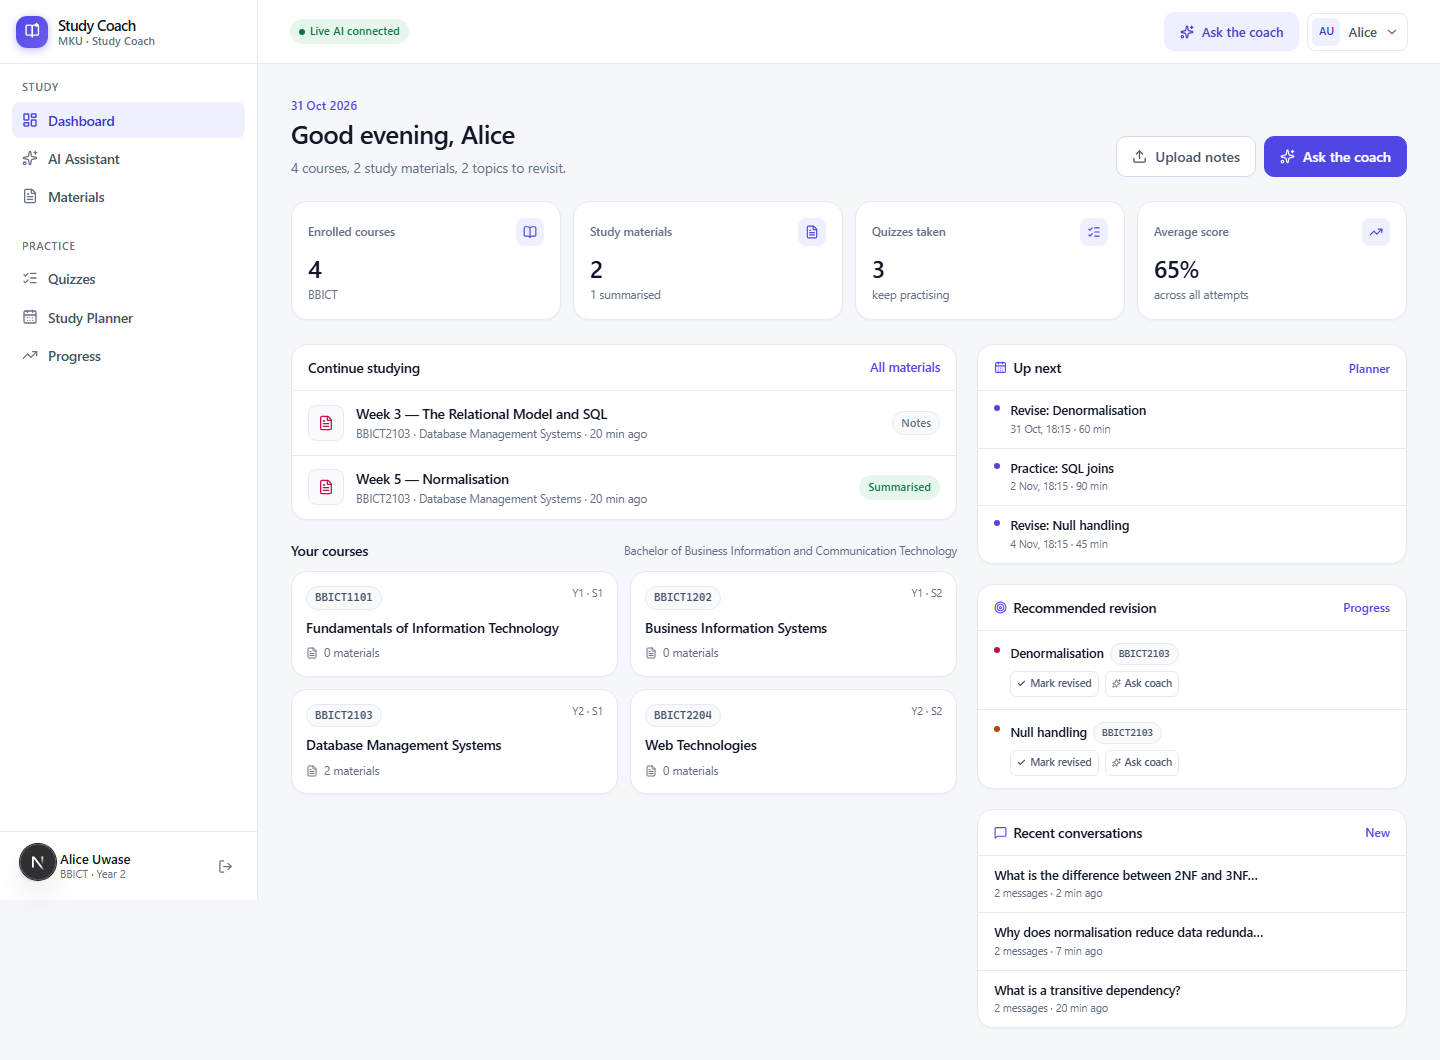 Study Coach
MKU · Study Coach
STUDY
Dashboard
AI Assistant
Materials
PRACTICE
Quizzes
Study Planner
Progress
N
Alice Uwase
BBICT · Year 2
Live AI connected
Ask the coach
AU
Alice
31 Oct 2026
Good evening, Alice
4 courses, 2 study materials, 2 topics to revisit.
Upload notes
Ask the coach
Enrolled courses
4
BBICT
Study materials
2
1 summarised
Quizzes taken
3
keep practising
Average score
65%
across all attempts
Continue studying
All materials
Week 3 — The Relational Model and SQL
BBICT2103 · Database Management Systems · 20 min ago
Notes
Week 5 — Normalisation
BBICT2103 · Database Management Systems · 20 min ago
Summarised
Your courses
Bachelor of Business Information and Communication Technology
BBICT1101
Y1 · S1
Fundamentals of Information Technology
0 materials
BBICT1202
Y1 · S2
Business Information Systems
0 materials
BBICT2103
Y2 · S1
Database Management Systems
2 materials
BBICT2204
Y2 · S2
Web Technologies
0 materials
Up next
Planner
Revise: Denormalisation
31 Oct, 18:15 · 60 min
Practice: SQL joins
2 Nov, 18:15 · 90 min
Revise: Null handling
4 Nov, 18:15 · 45 min
Recommended revision
Progress
Denormalisation
BBICT2103
Mark revised
Ask coach
Null handling
BBICT2103
Mark revised
Ask coach
Recent conversations
New
What is the difference between 2NF and 3NF...
2 messages · 2 min ago
Why does normalisation reduce data redunda...
2 messages · 7 min ago
What is a transitive dependency?
2 messages · 20 min ago